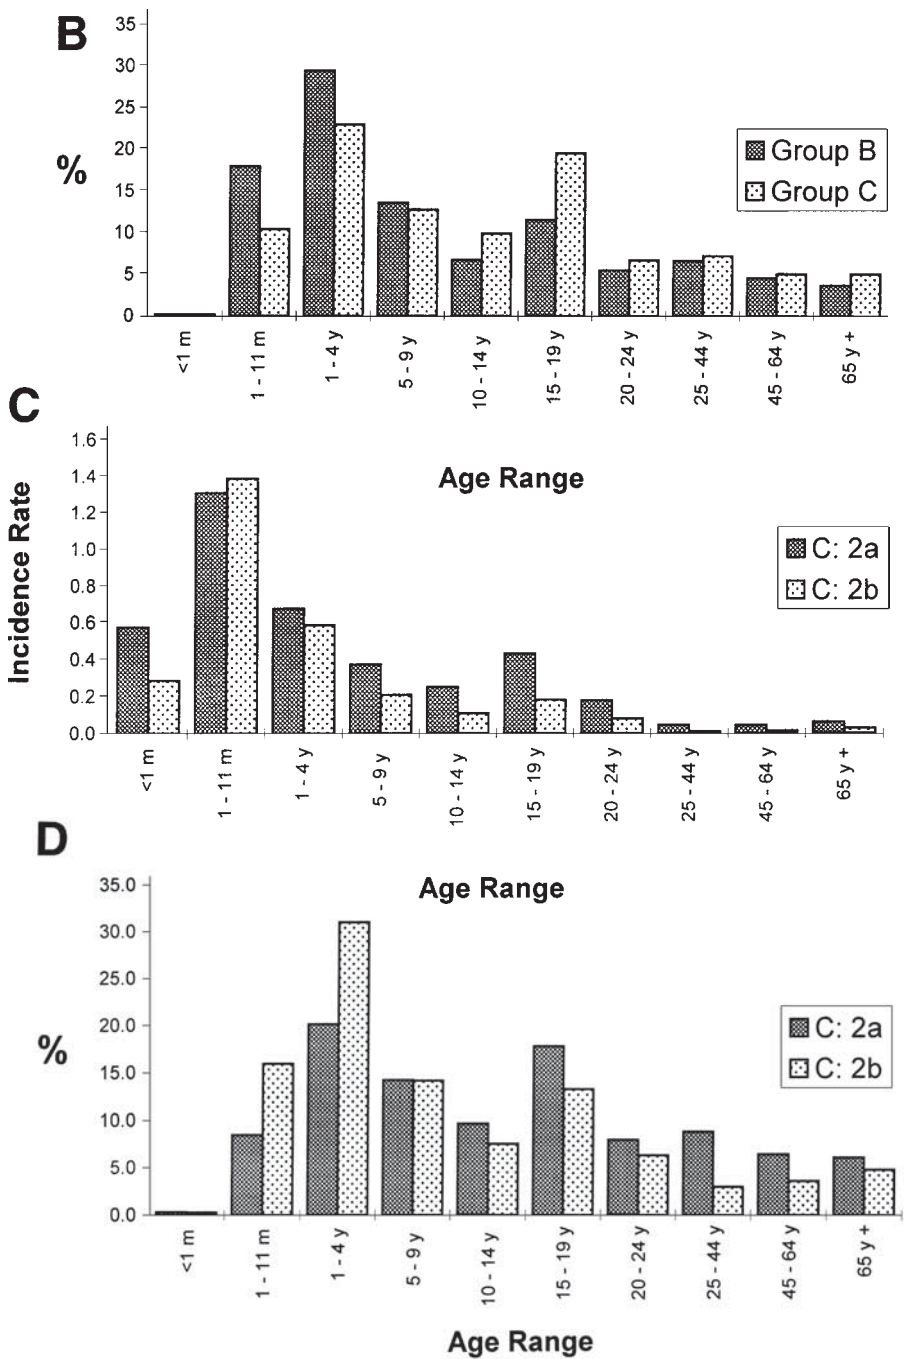 B
35
30
25
20
15
10
5
0
%
Group B
Group C
<1 m
1 - 11 m
1 - 4 y
5 - 9 y
10 - 14 y
15 - 19 y
20 - 24 y
25 - 44 y
45 - 64 y
65 y +
Age Range
C
1.6
1.4
1.2
1.0
0.8
0.6
0.4
0.2
0.0
Incidence Rate
C: 2a
C: 2b
<1 m
1 - 11 m
1 - 4 y
5 - 9 y
10 - 14 y
15 - 19 y
20 - 24 y
25 - 44 y
45 - 64 y
65 y +
Age Range
D
35.0
30.0
25.0
20.0
15.0
10.0
5.0
0.0
%
C: 2a
C: 2b
<1 m
1 - 11 m
1 - 4 y
5 - 9 y
10 - 14 y
15 - 19 y
20 - 24 y
25 - 44 y
45 - 64 y
65 y +
Age Range